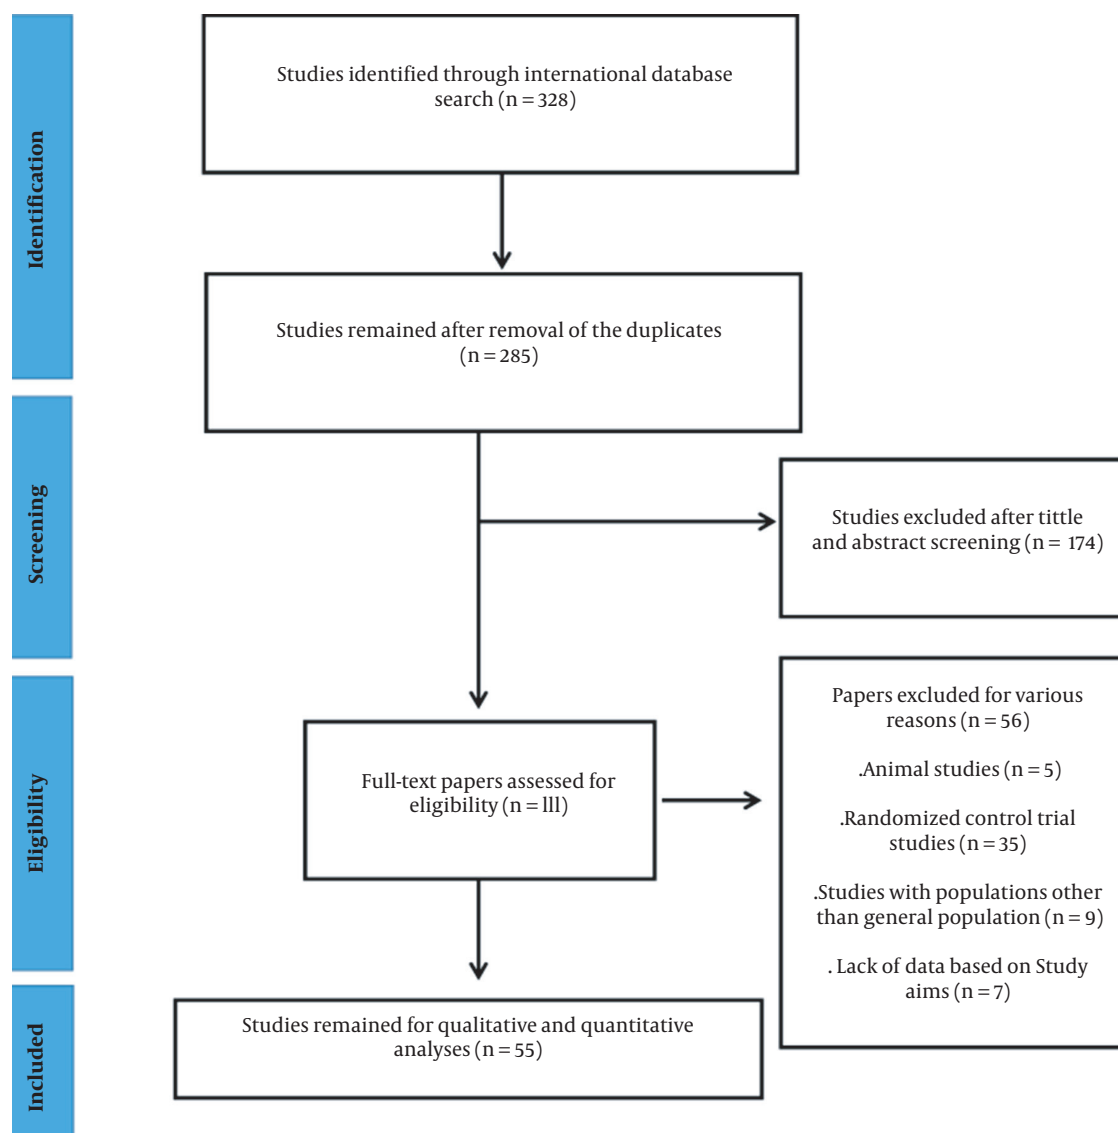 Identification
Studies identified through international database
search (n = 328)
Studies remained after removal of the duplicates
(n = 285)
Screening
Studies excluded after tittle
and abstract screening (n = 174)
Eligibility
Full-text papers assessed for
eligibility (n = lll)
Papers excluded for various
reasons (n = 56)
.Animal studies (n = 5)
.Randomized control trial
studies (n = 35)
.Studies with populations other
than general population (n = 9)
. Lack of data based on Study
aims (n = 7)
Included
Studies remained for qualitative and quantitative
analyses (n = 55)